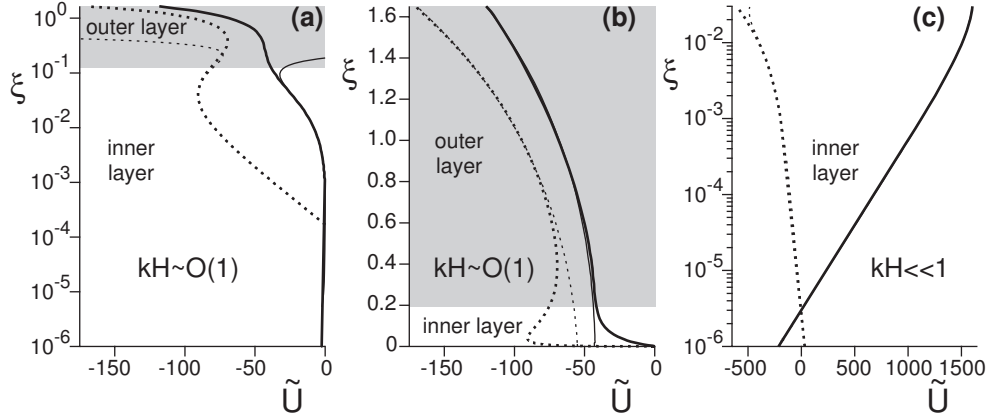 (a)
outer layer
inner
layer
kH~O(1)
ξ
10^0
10^-1
10^-2
10^-3
10^-4
10^-5
10^-6
-150 -100 -50 0
Ũ
(b)
outer
layer
kH~O(1)
inner layer
ξ
1.6
1.4
1.2
1.0
0.8
0.6
0.4
0.2
0
-150 -100 -50 0
Ũ
(c)
inner
layer
kH<<1
ξ
10^-2
10^-3
10^-4
10^-5
10^-6
-500 0 500 1000 1500
Ũ